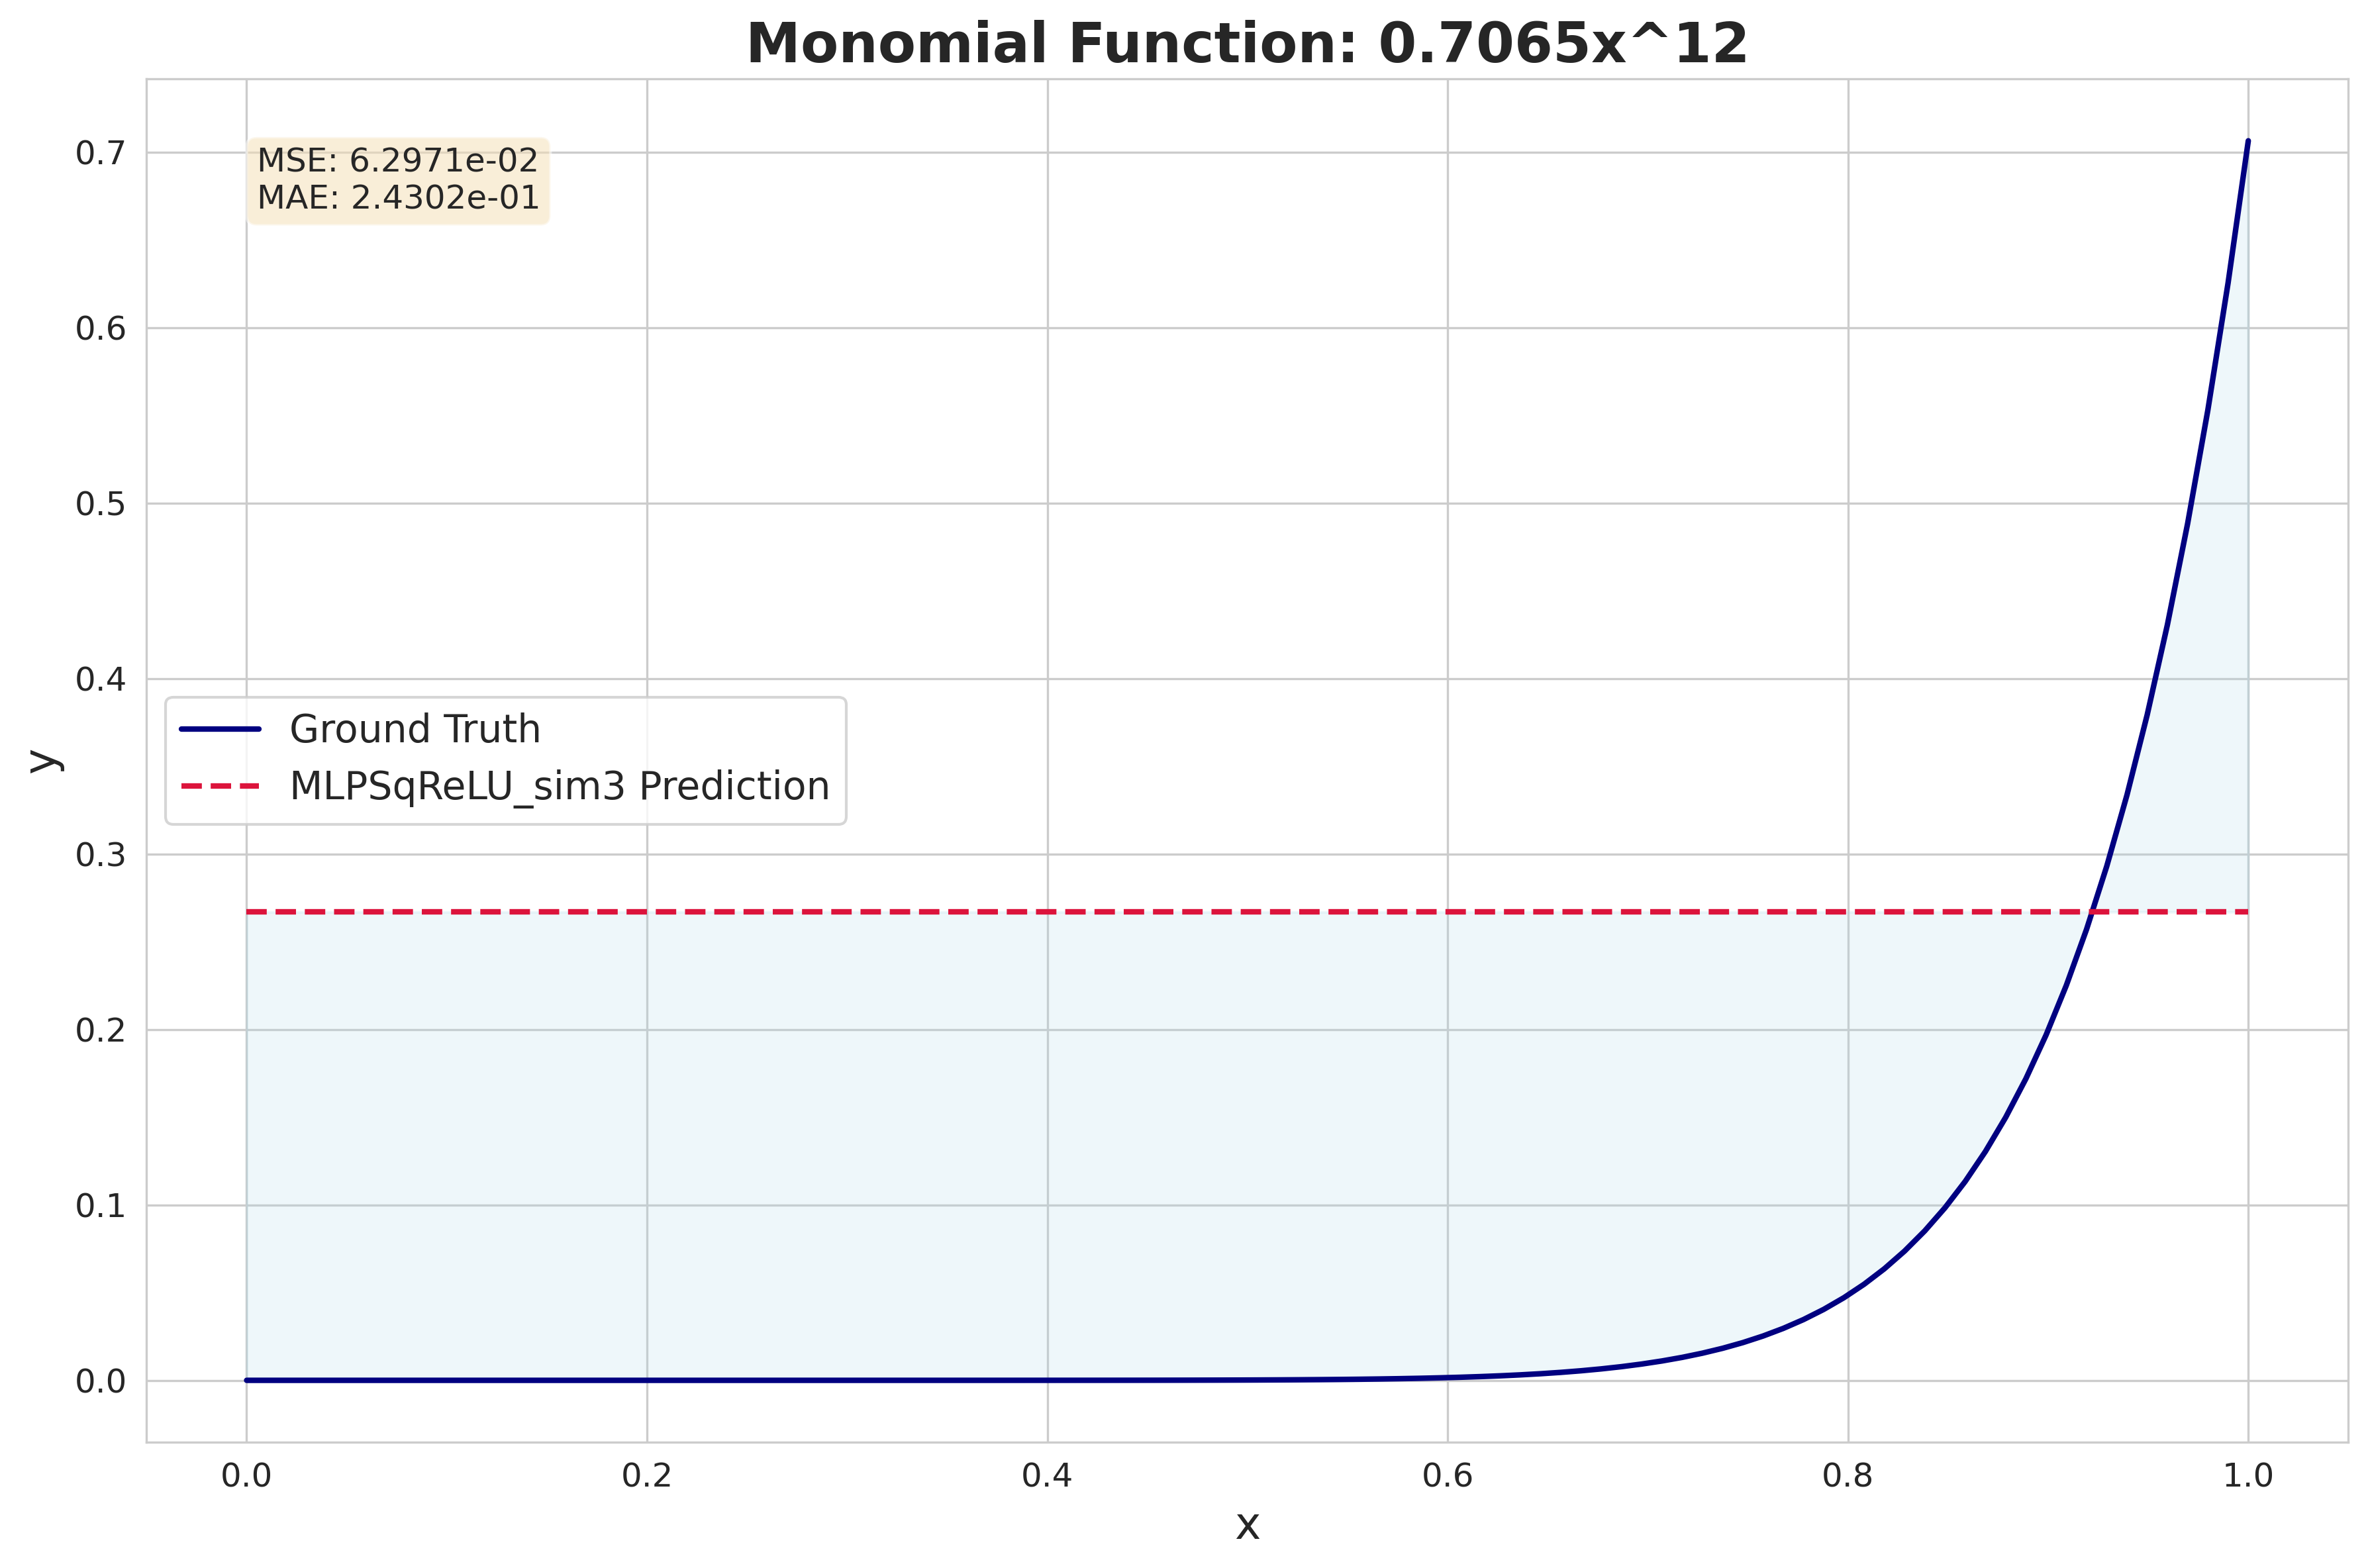 Monomial Function: 0.7065x^12
MSE: 6.2971e-02
MAE: 2.4302e-01
0.7
0.6
0.5
0.4
0.3
0.2
0.1
0.0
y
Ground Truth
MLPSqReLU_sim3 Prediction
0.0 0.2 0.4 0.6 0.8 1.0
x